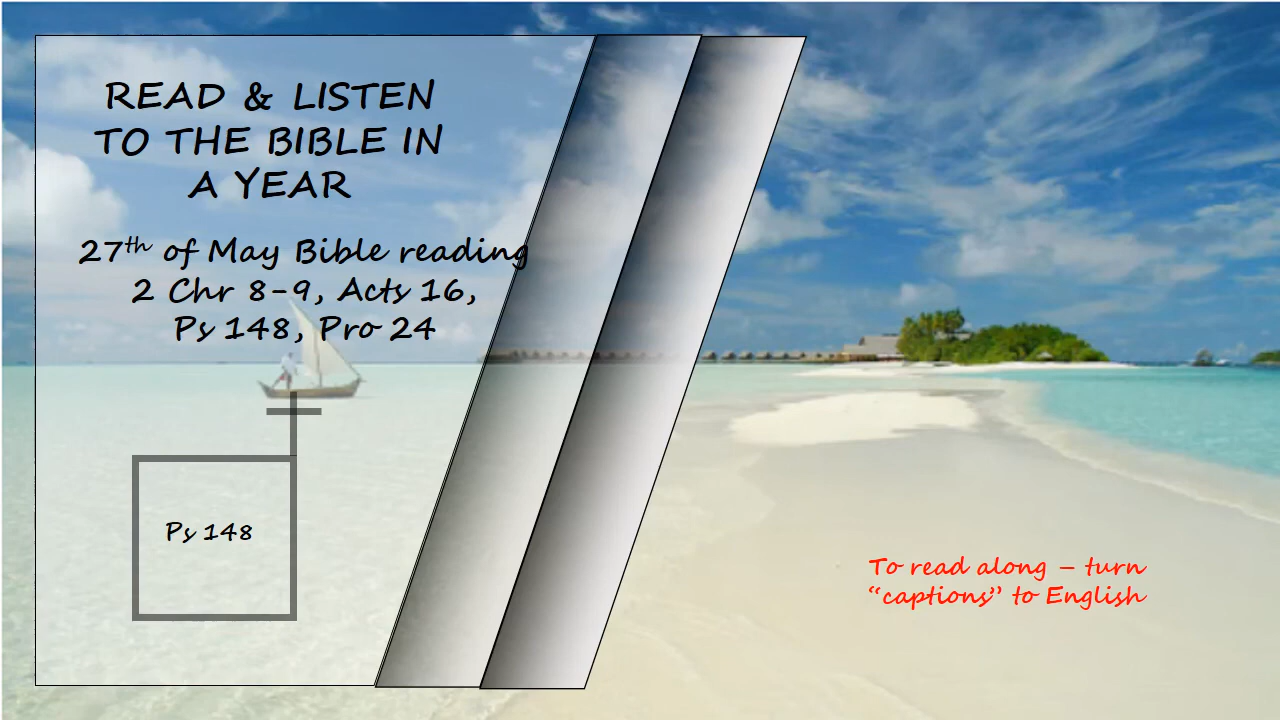 READ & LISTEN
TO THE BIBLE IN
A YEAR
27th of May Bible reading
2 Chr 8-9, Acts 16,
Ps 148, Pro 24
Ps 148
To read along – turn
“captions” to English